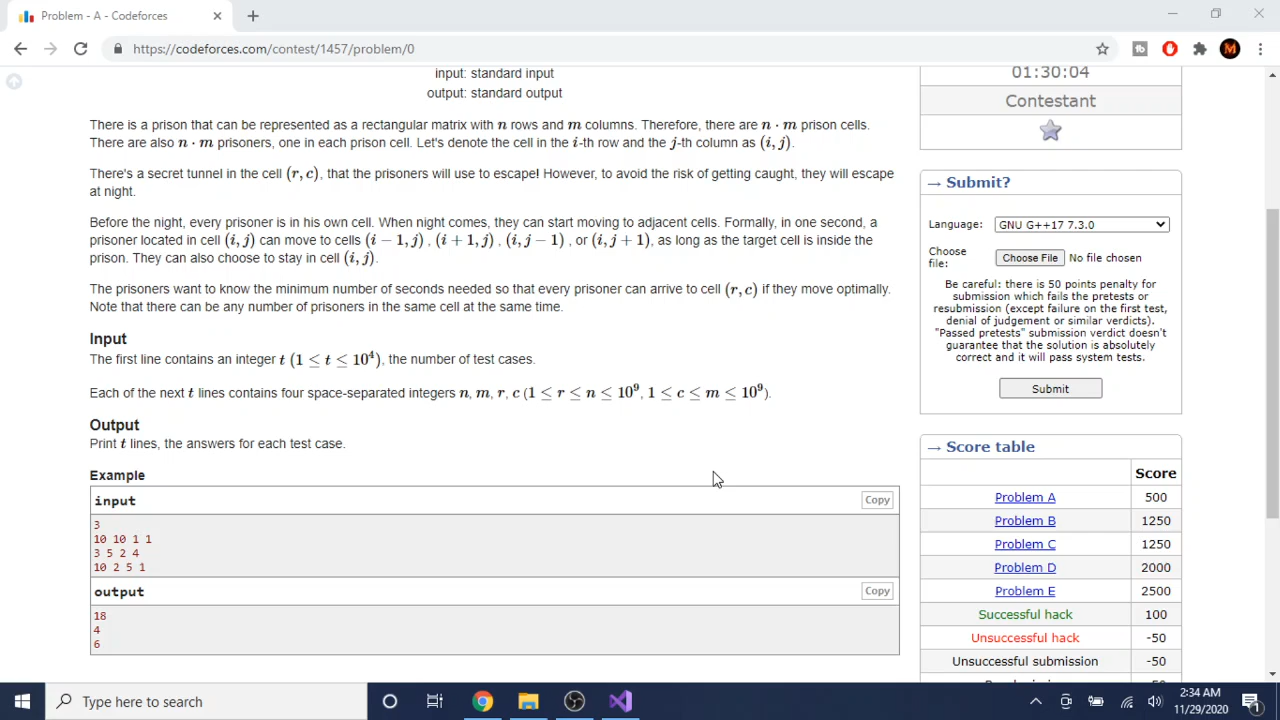 Problem - A - Codeforces
https://codeforces.com/contest/1457/problem/0
input: standard input
output: standard output
There is a prison that can be represented as a rectangular matrix with n rows and m columns. Therefore, there are n · m prison cells.
There are also n · m prisoners, one in each prison cell. Let's denote the cell in the i-th row and the j-th column as (i, j).
There's a secret tunnel in the cell (r, c), that the prisoners will use to escape! However, to avoid the risk of getting caught, they will escape
at night.
Before the night, every prisoner is in his own cell. When night comes, they can start moving to adjacent cells. Formally, in one second, a
prisoner located in cell (i, j) can move to cells (i − 1, j) , (i + 1, j) , (i, j − 1) , or (i, j + 1), as long as the target cell is inside the
prison. They can also choose to stay in cell (i, j).
The prisoners want to know the minimum number of seconds needed so that every prisoner can arrive to cell (r, c) if they move optimally.
Note that there can be any number of prisoners in the same cell at the same time.
Input
The first line contains an integer t (1 ≤ t ≤ 10⁴), the number of test cases.
Each of the next t lines contains four space-separated integers n, m, r, c (1 ≤ r ≤ n ≤ 10⁹, 1 ≤ c ≤ m ≤ 10⁹).
Output
Print t lines, the answers for each test case.
Example
input
Copy
3
10 10 1 1
3 5 2 4
10 2 5 1
output
Copy
18
4
6
01:30:04
Contestant
→ Submit?
Language: GNU G++17 7.3.0
Choose
file: Choose File No file chosen
Be careful: there is 50 points penalty for
submission which fails the pretests or
resubmission (except failure on the first test,
denial of judgement or similar verdicts).
"Passed pretests" submission verdict doesn't
guarantee that the solution is absolutely
correct and it will pass system tests.
Submit
→ Score table
Score
Problem A 500
Problem B 1250
Problem C 1250
Problem D 2000
Problem E 2500
Successful hack 100
Unsuccessful hack -50
Unsuccessful submission -50
Type here to search
2:34 AM
11/29/2020